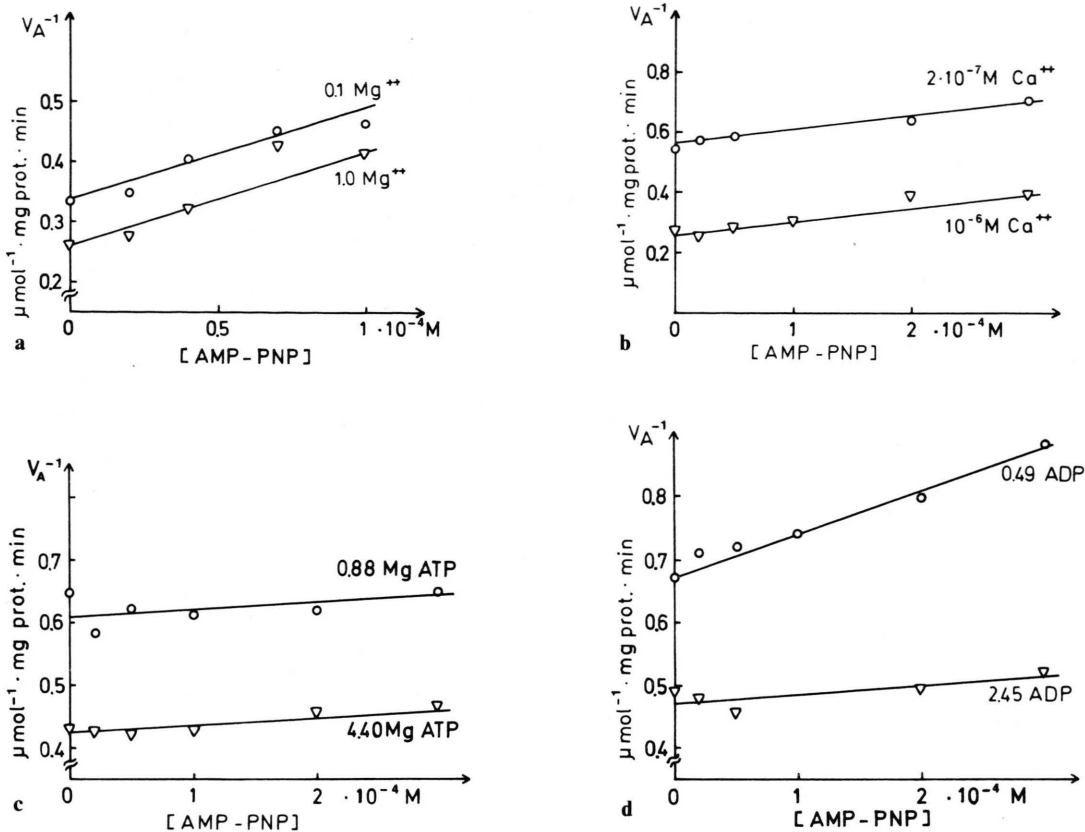 V_A⁻¹
0.5
0.4
0.3
0.2
μmol⁻¹ · mg prot. · min
0.1 Mg⁺⁺
1.0 Mg⁺⁺
0 0.5 1 · 10⁻⁴M
a
[ AMP - PNP ]
V_A⁻¹
0.8
0.6
0.4
0.2
μmol⁻¹ · mg prot. · min
2·10⁻⁷M Ca⁺⁺
10⁻⁶M Ca⁺⁺
0 1 2 · 10⁻⁴M
b
[ AMP - PNP ]
V_A⁻¹
0.7
0.6
0.5
0.4
μmol⁻¹ · mg prot. · min
0.88 Mg ATP
4.40 Mg ATP
0 1 2 · 10⁻⁴ M
c
[ AMP - PNP ]
V_A⁻¹
0.8
0.7
0.6
0.5
0.4
μmol⁻¹ · mg prot. · min
0.49 ADP
2.45 ADP
0 1 2 · 10⁻⁴ M
d
[ AMP - PNP ]